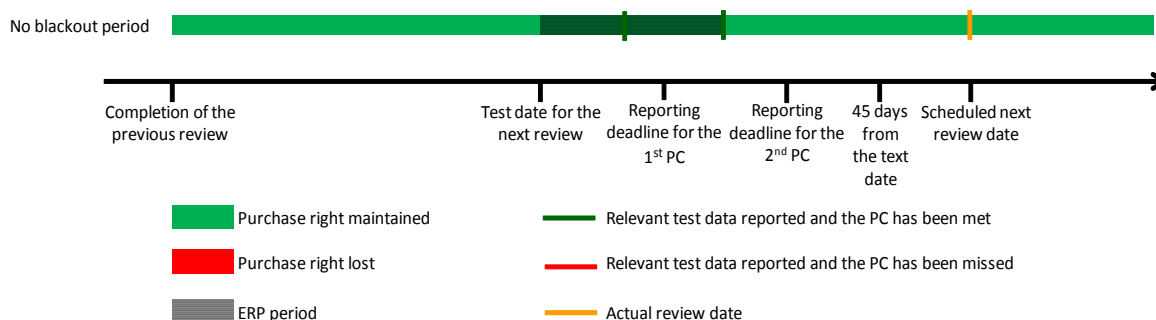 No blackout period
Completion of the
previous review
Test date for the
next review
Reporting
deadline for the
1st PC
Reporting
deadline for the
2nd PC
45 days
from
the text
date
Scheduled next
review date
Purchase right maintained
Relevant test data reported and the PC has been met
Purchase right lost
Relevant test data reported and the PC has been missed
ERP period
Actual review date